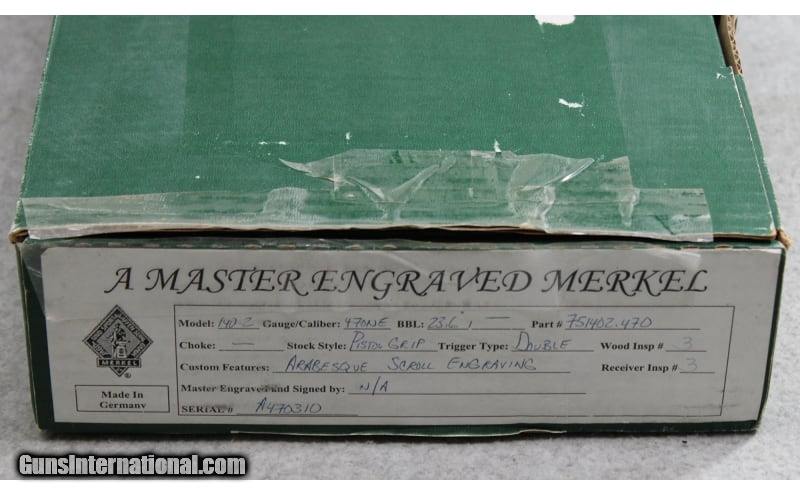 A MASTER ENGRAVED MERKEL
Model: 140-2 Gauge/Caliber: 470NE BBL: 23.6" — Part # 751402.470
Choke: — Stock Style: PISTOL GRIP Trigger Type: DOUBLE Wood Insp # 3
Custom Features: ARABESQUE SCROLL ENGRAVING Receiver Insp # 3
Master Engraved and Signed by: N/A
SERIAL# A470310
MERKEL
®
Made in
Germany
GunsInternational.com